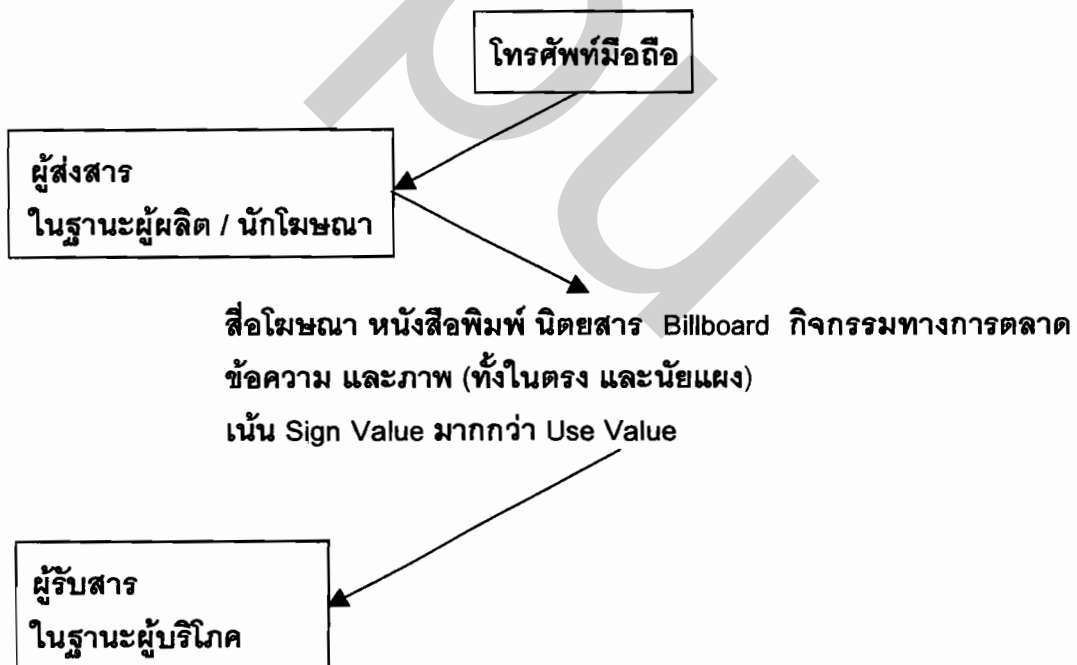 โทรศัพท์มือถือ
ผู้ส่งสาร
ในฐานะผู้ผลิต / นักโฆษณา
สื่อโฆษณา หนังสือพิมพ์ นิตยสาร Billboard กิจกรรมทางการตลาด
ข้อความ และภาพ (ทั้งในตรง และนัยแผง)
เน้น Sign Value มากกว่า Use Value
ผู้รับสาร
ในฐานะผู้บริโภค